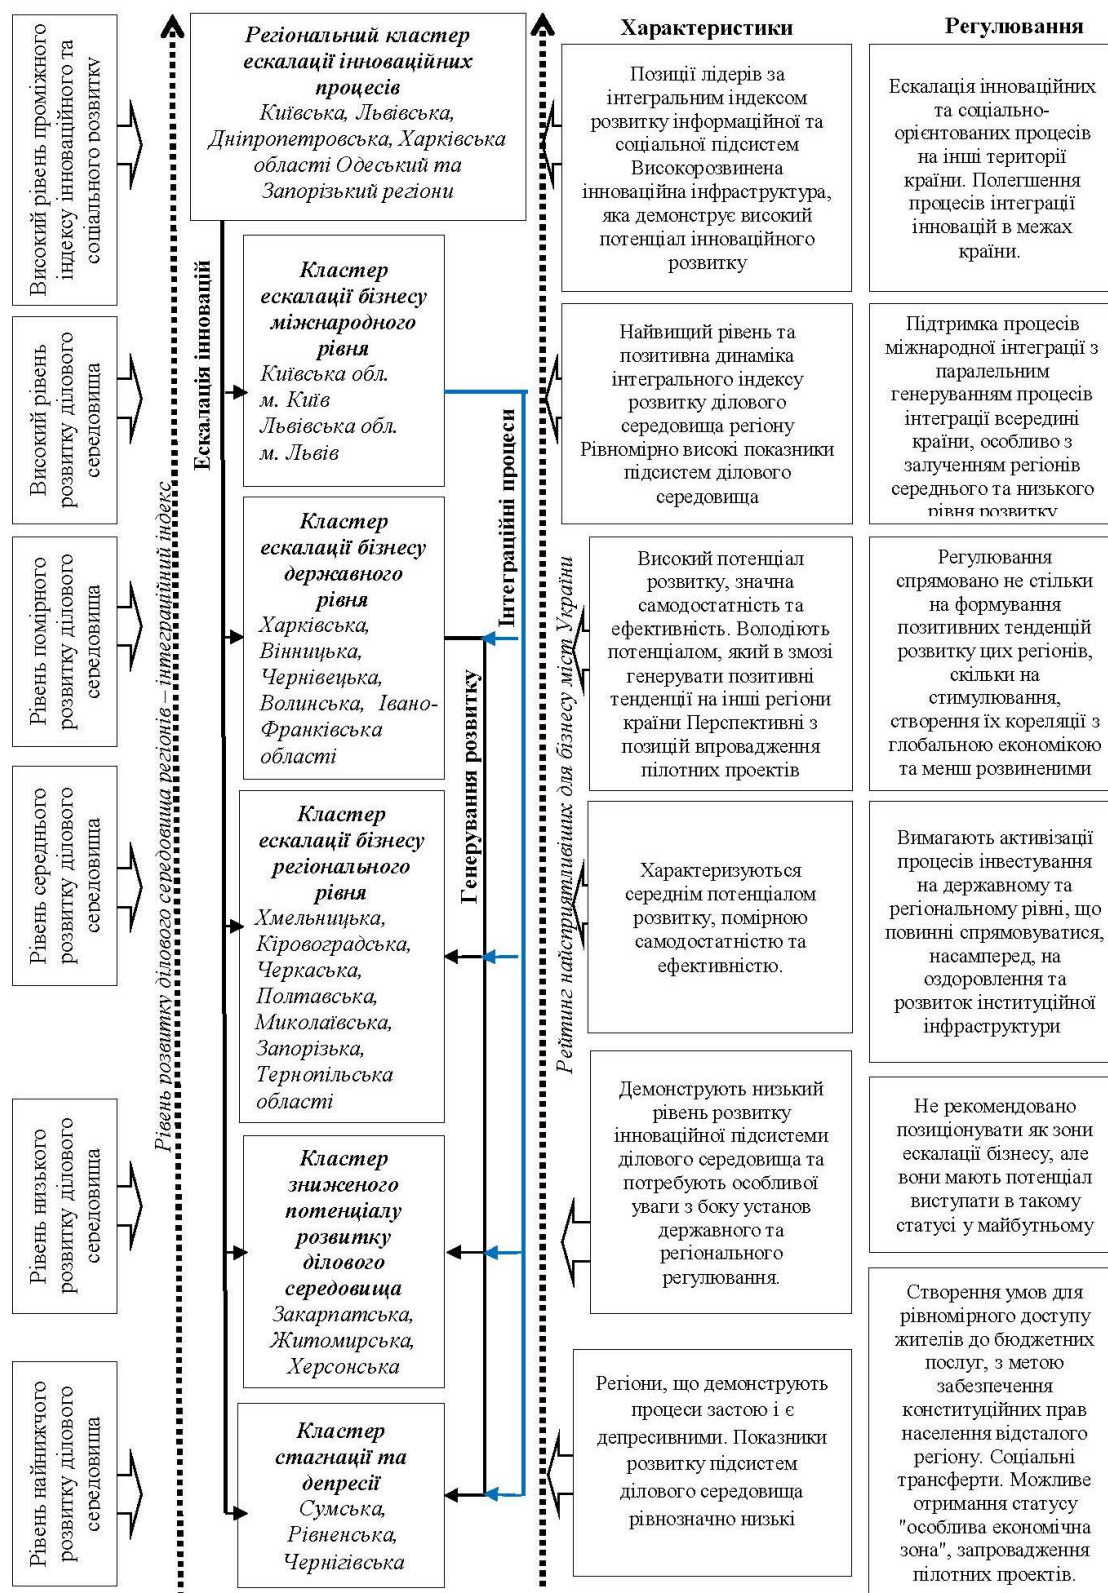 Характеристики
Регулювання
Високий рівень проміжного
індексу інноваційного та
соціального розвитку
Регіональний кластер
ескалації інноваційних
процесів
Київська, Львівська,
Дніпропетровська, Харківська
області Одеський та
Запорізький регіони
Позиції лідерів за
інтегральним індексом
розвитку інформаційної та
соціальної підсистем
Високорозвинена
інноваційна інфраструктура,
яка демонструє високий
потенціал інноваційного
розвитку
Ескалація інноваційних
та соціально-
орієнтованих процесів
на інші території
країни. Полегшення
процесів інтеграції
інновацій в межах
країни.
Рівень розвитку ділового середовища регіонів – інтеграційний індекс
Ескалація інновацій
Інтеграційні процеси
Генерування розвитку
Рейтинг найсприятливіших для бізнесу міст України
Високий рівень
розвитку ділового
середовища
Кластер
ескалації бізнесу
міжнародного
рівня
Київська обл.
м. Київ
Львівська обл.
м. Львів
Найвищий рівень та
позитивна динаміка
інтегрального індексу
розвитку ділового
середовища регіону
Рівномірно високі показники
підсистем ділового
середовища
Підтримка процесів
міжнародної інтеграції з
паралельним
генеруванням процесів
інтеграції всередині
країни, особливо з
залученням регіонів
середнього та низького
рівня розвитку
Рівень помірного
розвитку ділового
середовища
Кластер
ескалації бізнесу
державного
рівня
Харківська,
Вінницька,
Чернівецька,
Волинська, Івано-
Франківська
області
Високий потенціал
розвитку, значна
самодостатність та
ефективність. Володіють
потенціалом, який в змозі
генерувати позитивні
тенденції на інші регіони
країни Перспективні з
позицій впровадження
пілотних проектів
Регулювання
спрямовано не стільки
на формування
позитивних тенденцій
розвитку цих регіонів,
скільки на
стимулювання,
створення їх кореляції з
глобальною економікою
та менш розвиненими
Рівень середнього
розвитку ділового
середовища
Кластер
ескалації бізнесу
регіонального
рівня
Хмельницька,
Кіровоградська,
Черкаська,
Полтавська,
Миколаївська,
Запорізька,
Тернопільська
області
Характеризуються
середнім потенціалом
розвитку, помірною
самодостатністю та
ефективністю.
Вимагають активізації
процесів інвестування
на державному та
регіональному рівні, що
повинні спрямовуватися,
насамперед, на
оздоровлення та
розвиток інституційної
інфраструктури
Рівень низького
розвитку ділового
середовища
Кластер
зниженого
потенціалу
розвитку
ділового
середовища
Закарпатська,
Житомирська,
Херсонська
Демонструють низький
рівень розвитку
інноваційної підсистеми
ділового середовища та
потребують особливої
уваги з боку установ
державного та
регіонального
регулювання.
Не рекомендовано
позиціонувати як зони
ескалації бізнесу, але
вони мають потенціал
виступати в такому
статусі у майбутньому
Рівень найнижчого
розвитку ділового
середовища
Кластер
стагнації та
депресії
Сумська,
Рівненська,
Чернігівська
Регіони, що демонструють
процеси застою і є
депресивними. Показники
розвитку підсистем
ділового середовища
рівнозначно низькі
Створення умов для
рівномірного доступу
жителів до бюджетних
послуг, з метою
забезпечення
конституційних прав
населення відсталого
регіону. Соціальні
трансферти. Можливе
отримання статусу
"особлива економічна
зона", запровадження
пілотних проектів.